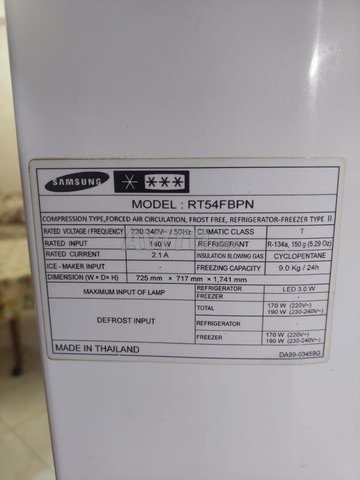 SAMSUNG
MODEL : RT54FBPN
COMPRESSION TYPE,FORCED AIR CIRCULATION, FROST FREE, REFRIGERATOR-FREEZER TYPE II
RATED VOLTAGE / FREQUENCY 220-240V~ / 50Hz CLIMATIC CLASS T
RATED INPUT 140 W REFRIGERANT R-134a, 150 g (5.29 Oz)
RATED CURRENT 2.1 A INSULATION BLOWING GAS CYCLOPENTANE
ICE - MAKER INPUT - FREEZING CAPACITY 9.0 Kg / 24h
DIMENSION (W × D× H) 725 mm × 717 mm × 1,741 mm
MAXIMUM INPUT OF LAMP REFRIGERATOR LED 3.0 W
FREEZER -
DEFROST INPUT TOTAL 170 W (220V~)
190 W (230-240V~)
REFRIGERATOR -
FREEZER 170 W (220V~)
190 W (230-240V~)
MADE IN THAILAND DA99-03459G